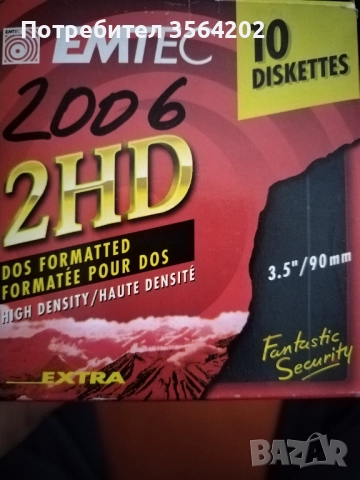 Потребител 3564202
EMTEC
EMTEC
10
DISKETTES
2006
2HD
DOS FORMATTED
FORMATÉE POUR DOS
HIGH DENSITY/HAUTE DENSITÉ
3.5"/90mm
Fantastic
Security
EXTRA
BAZAR